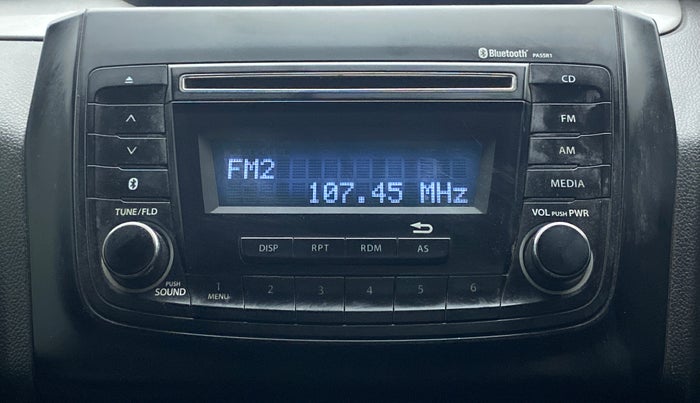 Bluetooth PA5SR1
CD
FM
AM
MEDIA
FM2
107.45 MHz
TUNE/FLD
VOL PUSH PWR
DISP RPT RDM AS
PUSH
SOUND
1 2 3 4 5 6
MENU